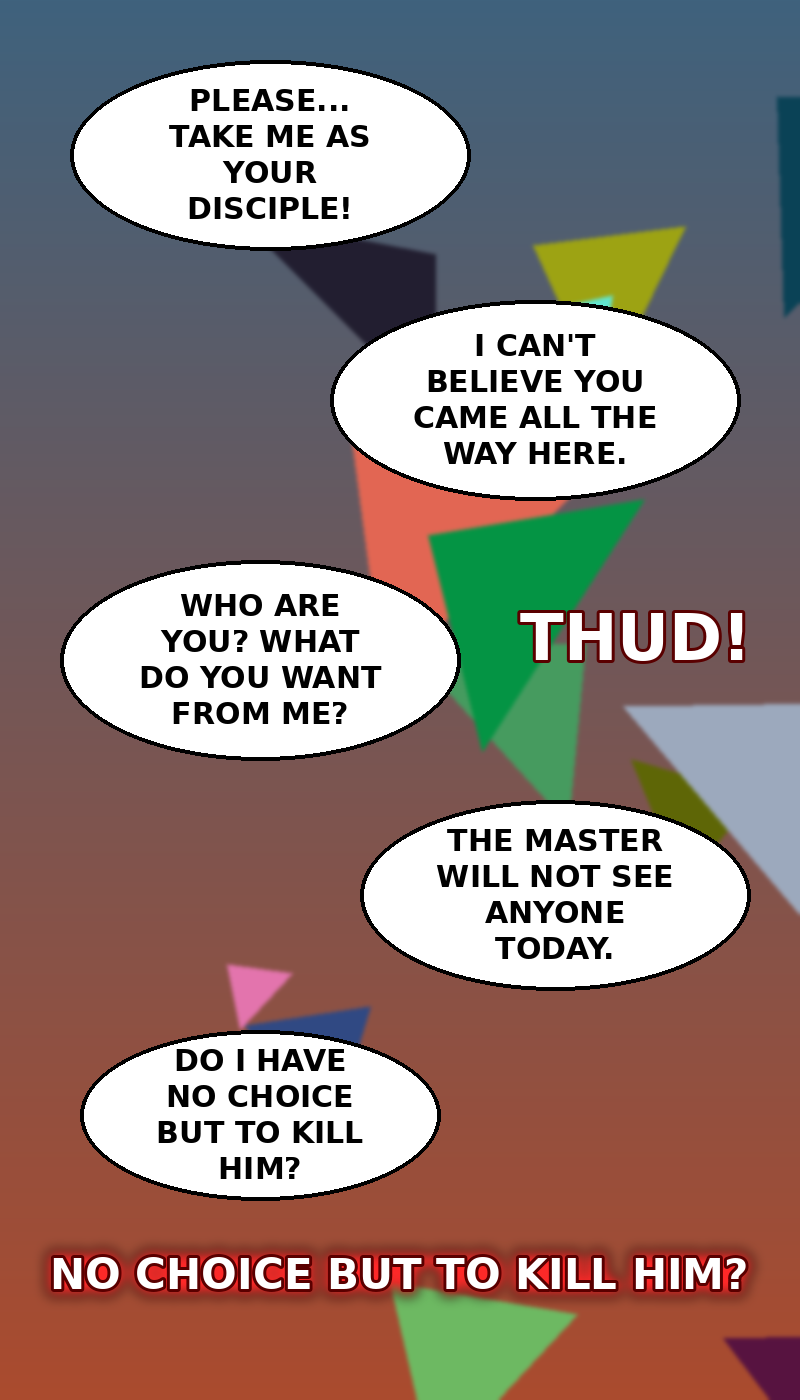 PLEASE...
TAKE ME AS
YOUR
DISCIPLE!
I CAN'T
BELIEVE YOU
CAME ALL THE
WAY HERE.
WHO ARE
YOU? WHAT
DO YOU WANT
FROM ME?
THUD!
THE MASTER
WILL NOT SEE
ANYONE
TODAY.
DO I HAVE
NO CHOICE
BUT TO KILL
HIM?
NO CHOICE BUT TO KILL HIM?